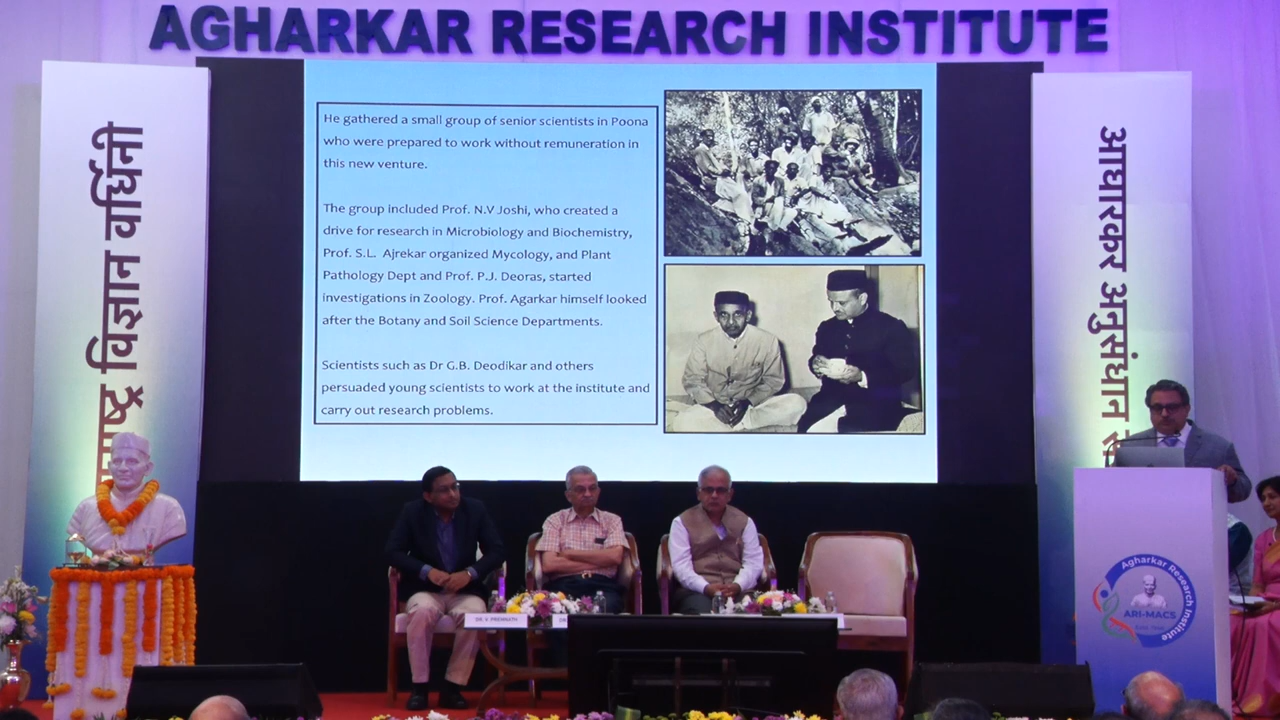 AGHARKAR RESEARCH INSTITUTE
विज्ञान वर्धिनी
आघारकर अनुसंधान
He gathered a small group of senior scientists in Poona
who were prepared to work without remuneration in
this new venture.
The group included Prof. N.V Joshi, who created a
drive for research in Microbiology and Biochemistry,
Prof. S.L. Ajrekar organized Mycology, and Plant
Pathology Dept and Prof. P.J. Deoras, started
investigations in Zoology. Prof. Agarkar himself looked
after the Botany and Soil Science Departments.
Scientists such as Dr G.B. Deodikar and others
persuaded young scientists to work at the institute and
carry out research problems.
DR V PREMNATH
DR
Agharkar Research Institute
ARI-MACS